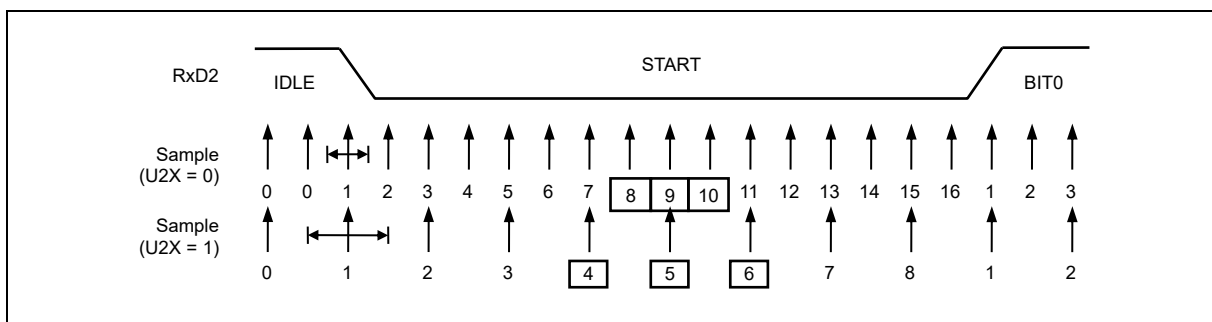 START
RxD2
IDLE
BIT0
Sample
(U2X = 0)
0 0 1 2 3 4 5 6 7 8 9 10 11 12 13 14 15 16 1 2 3
Sample
(U2X = 1)
0 1 2 3 4 5 6 7 8 1 2